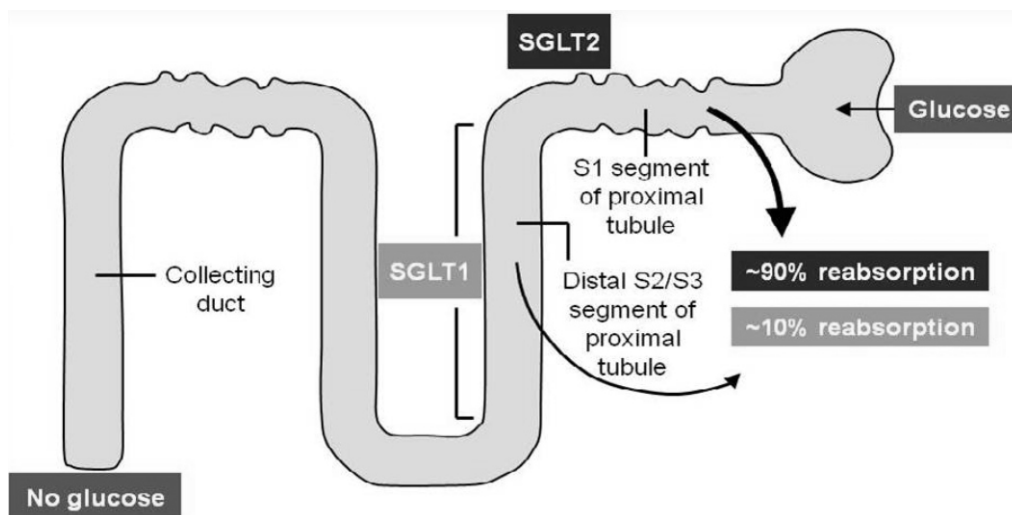 SGLT2
Glucose
S1 segment
of proximal
tubule
SGLT1
Collecting
duct
Distal S2/S3
segment of
proximal
tubule
~90% reabsorption
~10% reabsorption
No glucose